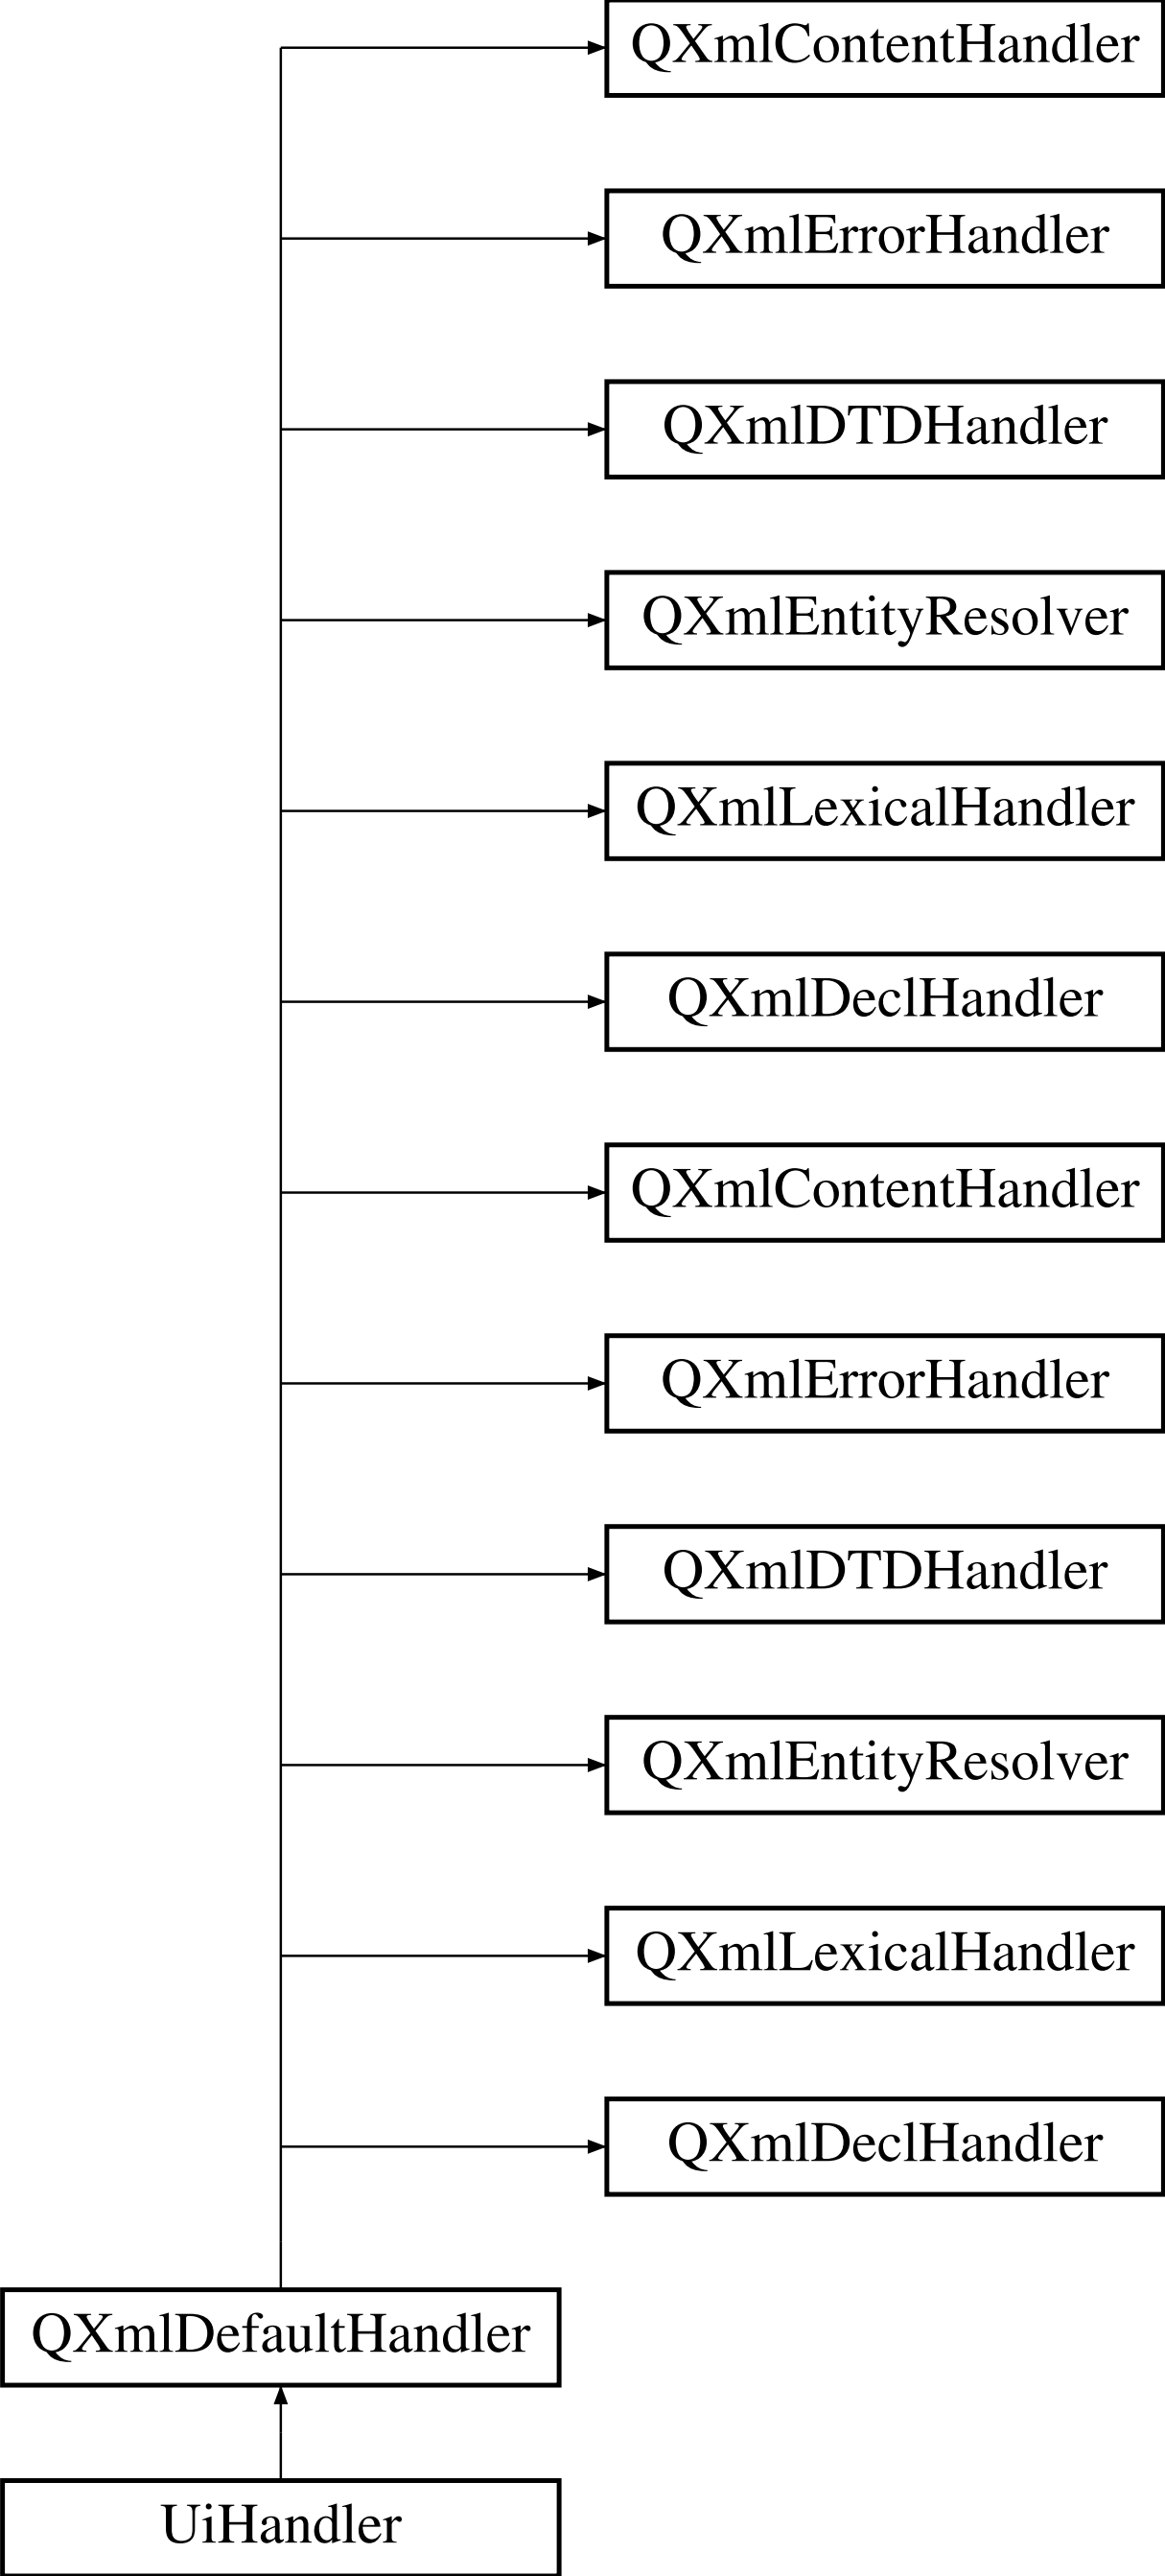 QXmlContentHandler
QXmlErrorHandler
QXmlDTDHandler
QXmlEntityResolver
QXmlLexicalHandler
QXmlDeclHandler
QXmlContentHandler
QXmlErrorHandler
QXmlDTDHandler
QXmlEntityResolver
QXmlLexicalHandler
QXmlDeclHandler
QXmlDefaultHandler
UiHandler